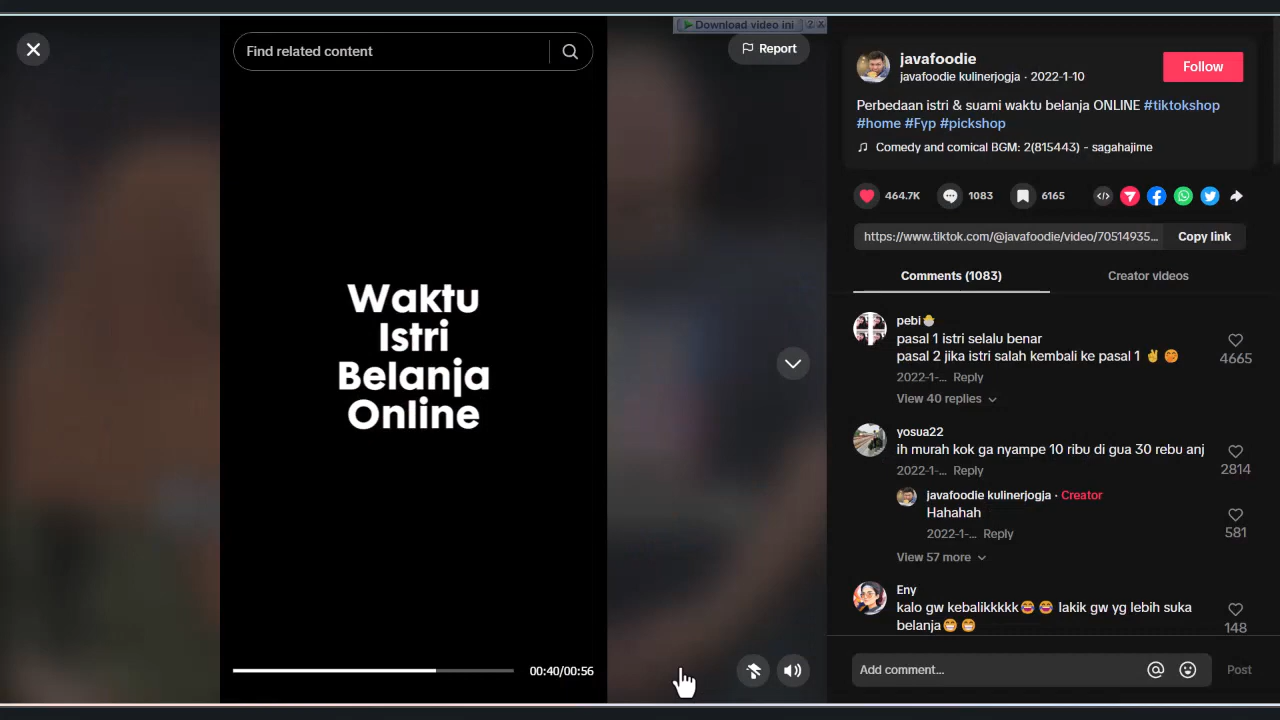 Download video ini ? x
Find related content
Report
Waktu
Istri
Belanja
Online
00:40/00:56
javafoodie
javafoodie kulinerjogja · 2022-1-10
Follow
Perbedaan istri & suami waktu belanja ONLINE #tiktokshop
#home #Fyp #pickshop
Comedy and comical BGM: 2(815443) - sagahajime
464.7K
1083
6165
https://www.tiktok.com/@javafoodie/video/70514935...
Copy link
Comments (1083)
Creator videos
pebi🐣
pasal 1 istri selalu benar
pasal 2 jika istri salah kembali ke pasal 1 ✌️ 🤭
4665
2022-1-... Reply
View 40 replies
yosua22
ih murah kok ga nyampe 10 ribu di gua 30 rebu anj
2814
2022-1-... Reply
javafoodie kulinerjogja · Creator
Hahahah
581
2022-1-... Reply
View 57 more
Eny
kalo gw kebalikkkkk😂😂 lakik gw yg lebih suka
belanja😁😁
148
Add comment...
Post